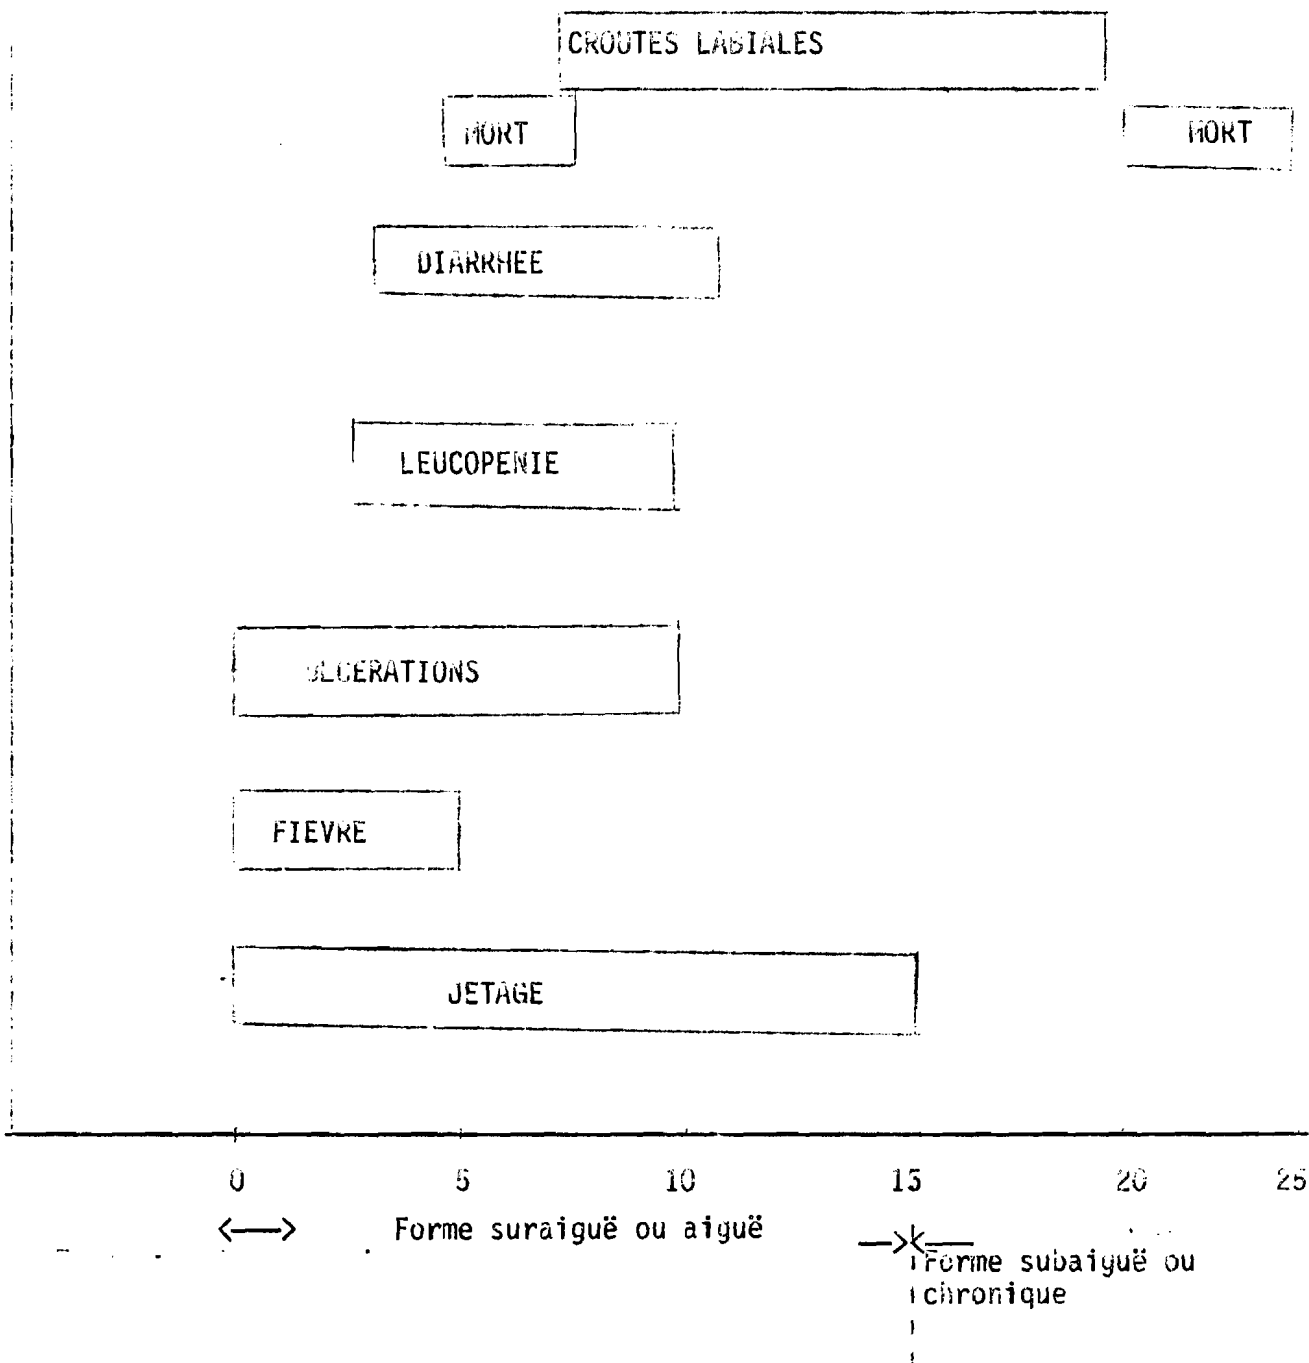 CROUTES LABIALES
MORT
MORT
DIARRHEE
LEUCOPENIE
ULCERATIONS
FIEVRE
JETAGE
0 5 10 15 20 25
Forme suraiguë ou aiguë
Forme subaiguë ou
chronique